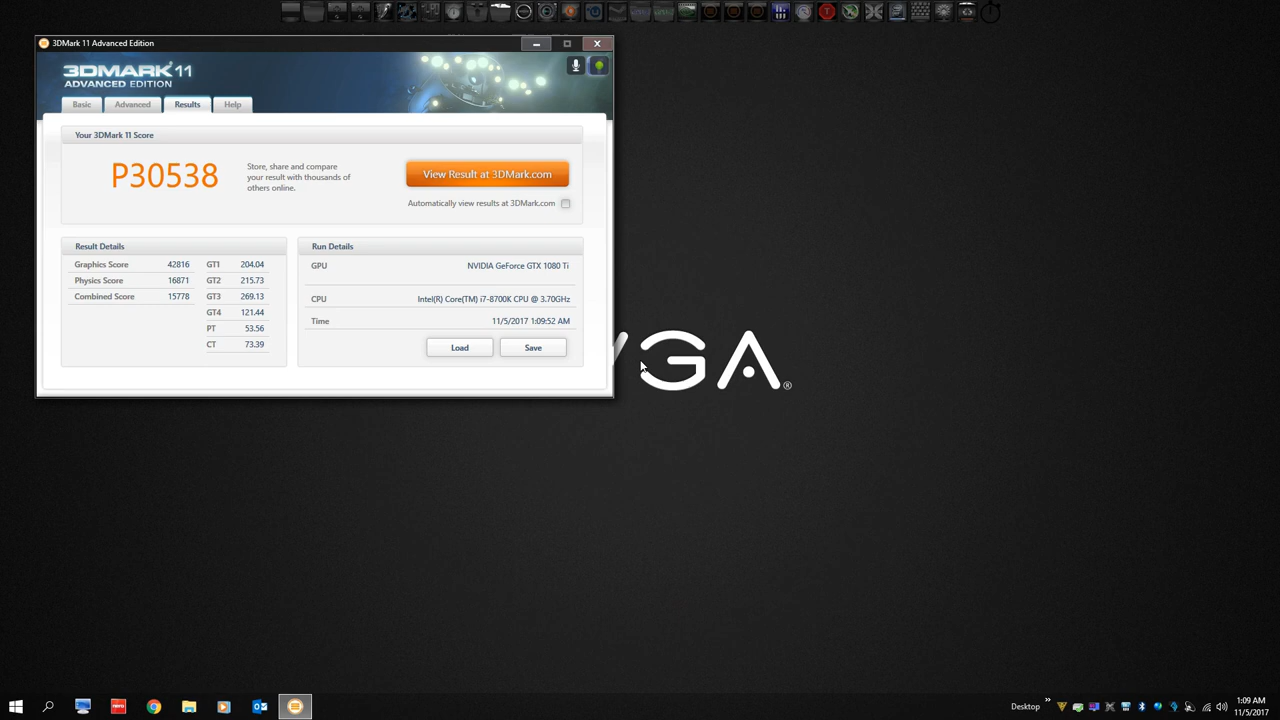 3DMark 11 Advanced Edition
3DMARK 11
ADVANCED EDITION
Basic Advanced Results Help
Your 3DMark 11 Score
P30538
Store, share and compare
your result with thousands of
others online.
View Result at 3DMark.com
Automatically view results at 3DMark.com
Result Details
Graphics Score 42816 GT1 204.04
Physics Score 16871 GT2 215.73
Combined Score 15778 GT3 269.13
GT4 121.44
PT 53.56
CT 73.39
Run Details
GPU NVIDIA GeForce GTX 1080 Ti
CPU Intel(R) Core(TM) i7-8700K CPU @ 3.70GHz
Time 11/5/2017 1:09:52 AM
Load Save
VGA®
Desktop
1:09 AM
11/5/2017